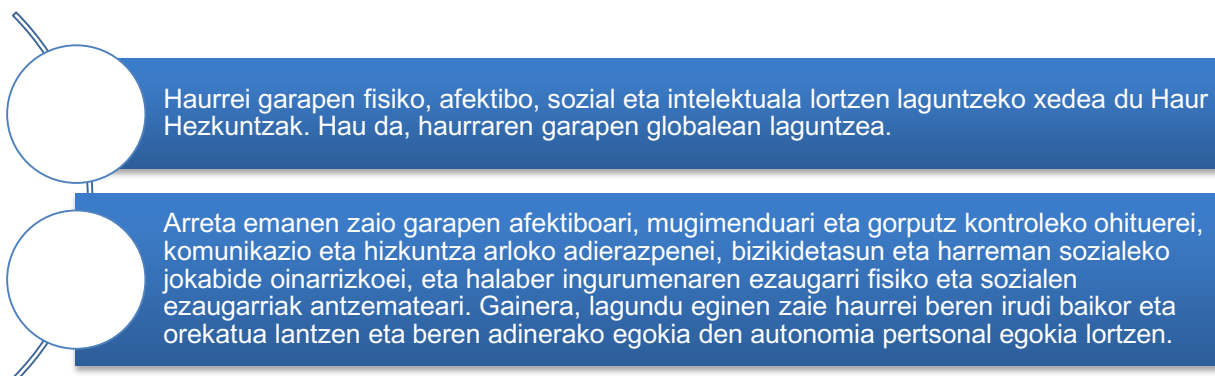 Haurrei garapen fisiko, afektibo, sozial eta intelektuala lortzen laguntzeko xedea du Haur
Hezkuntzak. Hau da, haurraren garapen globalean laguntzea.
Arreta emanen zaio garapen afektiboari, mugimenduari eta gorputz kontroleko ohituerei,
komunikazio eta hizkuntza arloko adierazpenei, bizikidetasun eta harreman sozialeko
jokabide oinarrizkoei, eta halaber ingurumenaren ezaugarri fisiko eta sozialen
ezaugarriak antzemateari. Gainera, lagundu eginen zaie haurrei beren irudi baikor eta
orekatua lantzen eta beren adinerako egokia den autonomia pertsonal egokia lortzen.